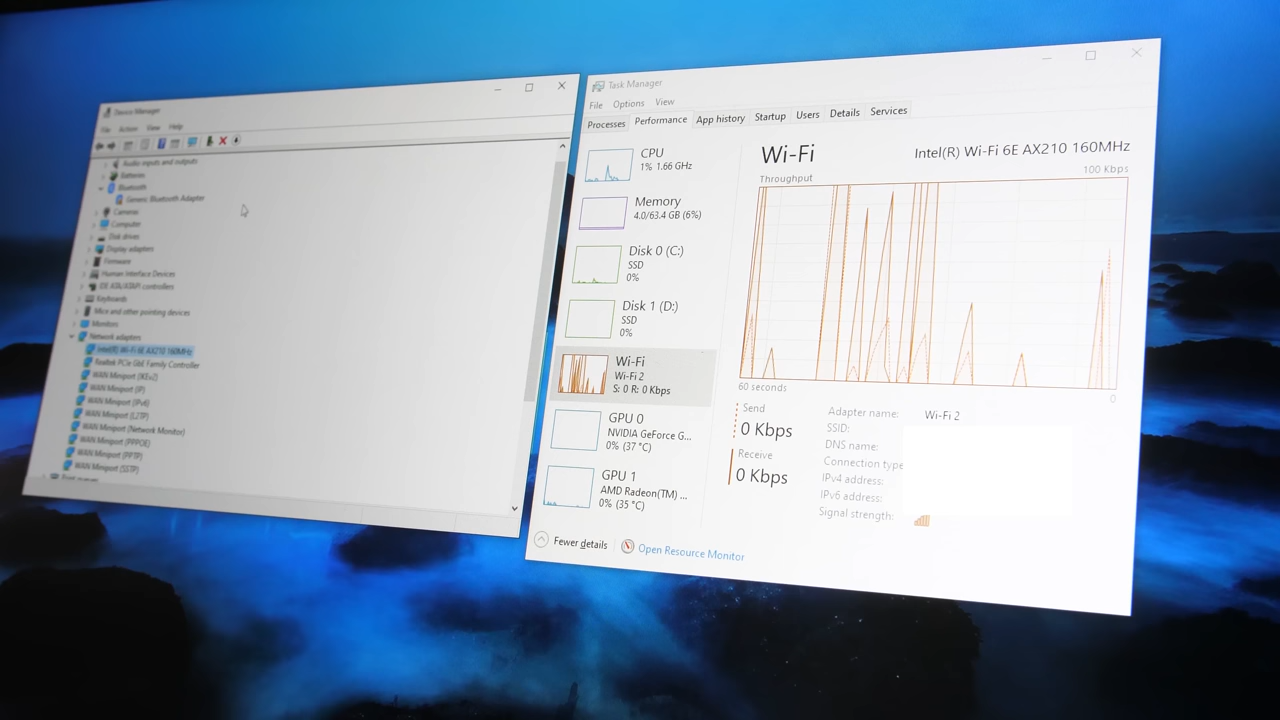 Device Manager
File Action View Help
Audio inputs and outputs
Batteries
Bluetooth
Generic Bluetooth Adapter
Cameras
Computer
Disk drives
Display adapters
Firmware
Human Interface Devices
IDE ATA/ATAPI controllers
Keyboards
Mice and other pointing devices
Monitors
Network adapters
Intel(R) Wi-Fi 6E AX210 160MHz
Realtek PCIe GbE Family Controller
WAN Miniport (IKEv2)
WAN Miniport (IP)
WAN Miniport (IPv6)
WAN Miniport (L2TP)
WAN Miniport (Network Monitor)
WAN Miniport (PPPOE)
WAN Miniport (PPTP)
WAN Miniport (SSTP)
Task Manager
File Options View
Processes Performance App history Startup Users Details Services
CPU
1% 1.66 GHz
Memory
4.0/63.4 GB (6%)
Disk 0 (C:)
SSD
0%
Disk 1 (D:)
SSD
0%
Wi-Fi
Wi-Fi 2
S: 0 R: 0 Kbps
GPU 0
NVIDIA GeForce G...
0% (37 °C)
GPU 1
AMD Radeon(TM) ...
0% (35 °C)
Wi-Fi Intel(R) Wi-Fi 6E AX210 160MHz
Throughput 100 Kbps
60 seconds 0
Send
0 Kbps
Receive
0 Kbps
Adapter name: Wi-Fi 2
SSID:
DNS name:
Connection type
IPv4 address:
IPv6 address:
Signal strength:
Fewer details Open Resource Monitor